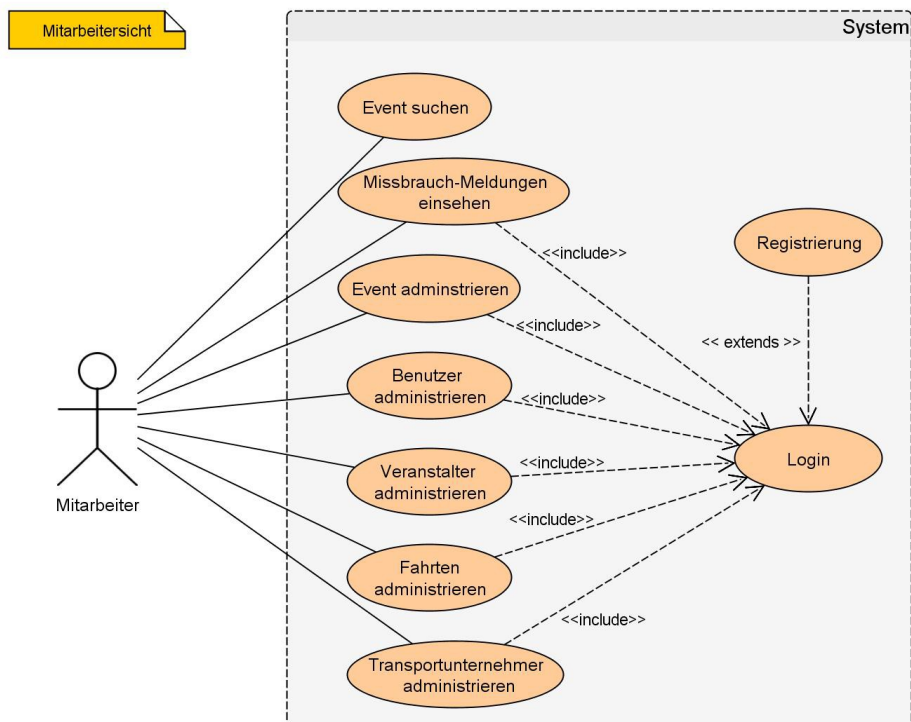 Mitarbeitersicht
System
Event suchen
Missbrauch-Meldungen
einsehen
<<include>>
Registrierung
Event adminstrieren
<<include>>
<< extends >>
Benutzer
administrieren
<<include>>
Veranstalter
administrieren
<<include>>
Login
Mitarbeiter
<<include>>
Fahrten
administrieren
<<include>>
Transportunternehmer
administrieren